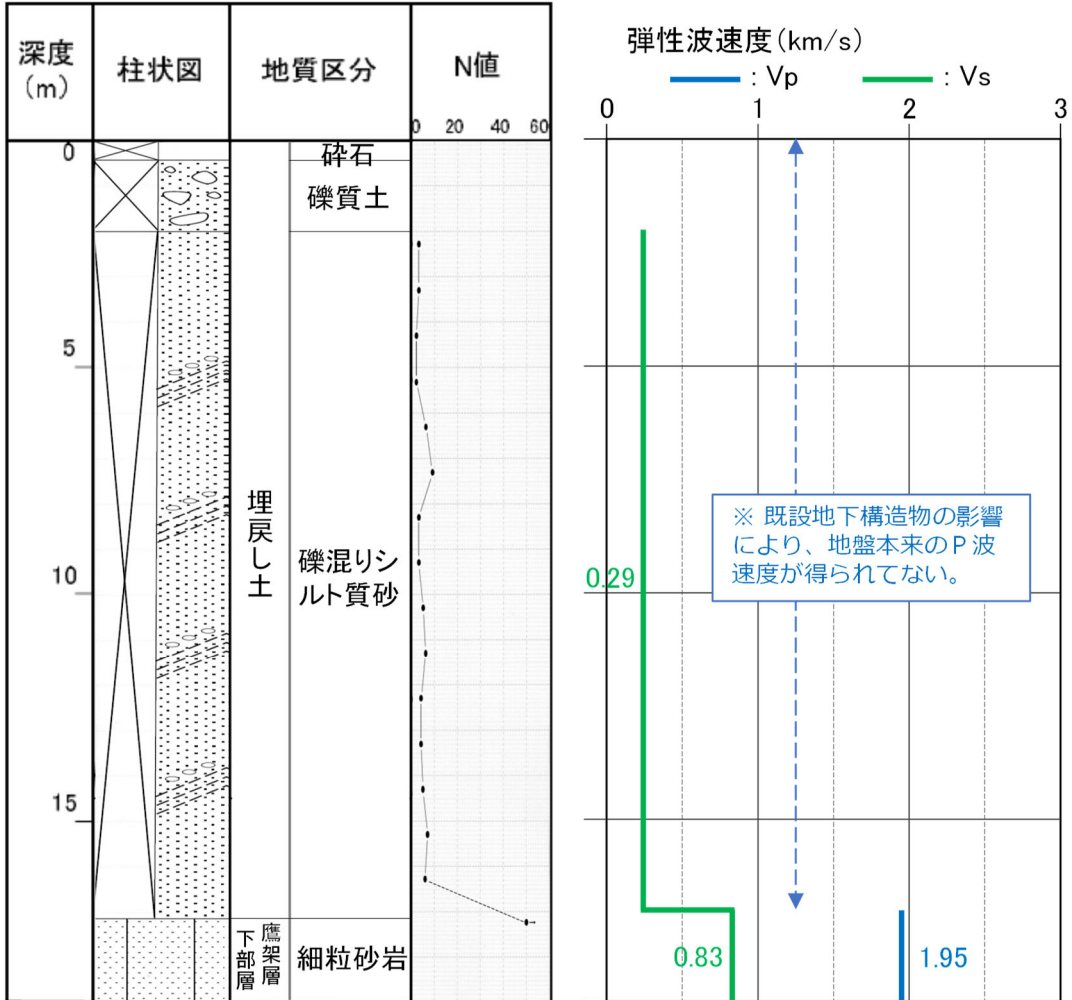 深度
（m）
柱状図
地質区分
N値
0 20 40 60
弾性波速度（km/s）
：Vp ：Vs
0 1 2 3
0
5
10
15
埋戻し土
砕石
礫質土
礫混りシ
ルト質砂
鷹架層
下部層
細粒砂岩
※ 既設地下構造物の影響
により、地盤本来のP波
速度が得られてない。
0.29
0.83
1.95